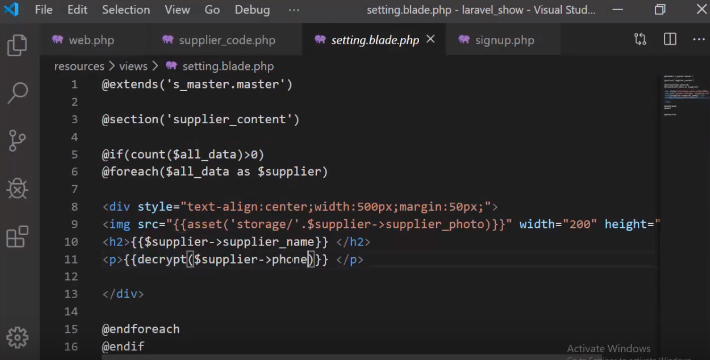 File Edit Selection View Go Debug ... setting.blade.php - laravel_show - Visual Stud...
web.php supplier_code.php setting.blade.php signup.php
resources > views > setting.blade.php
1 @extends('s_master.master')
2
3 @section('supplier_content')
4
5 @if(count($all_data)>0)
6 @foreach($all_data as $supplier)
7
8 <div style="text-align:center;width:500px;margin:50px;">
9 <img src="{{asset('storage/'.$supplier->supplier_photo)}}" width="200" height="
10 <h2>{{$supplier->supplier_name}} </h2>
11 <p>{{decrypt($supplier->phone)}} </p>
12
13 </div>
14
15 @endforeach
16 @endif
Activate Windows